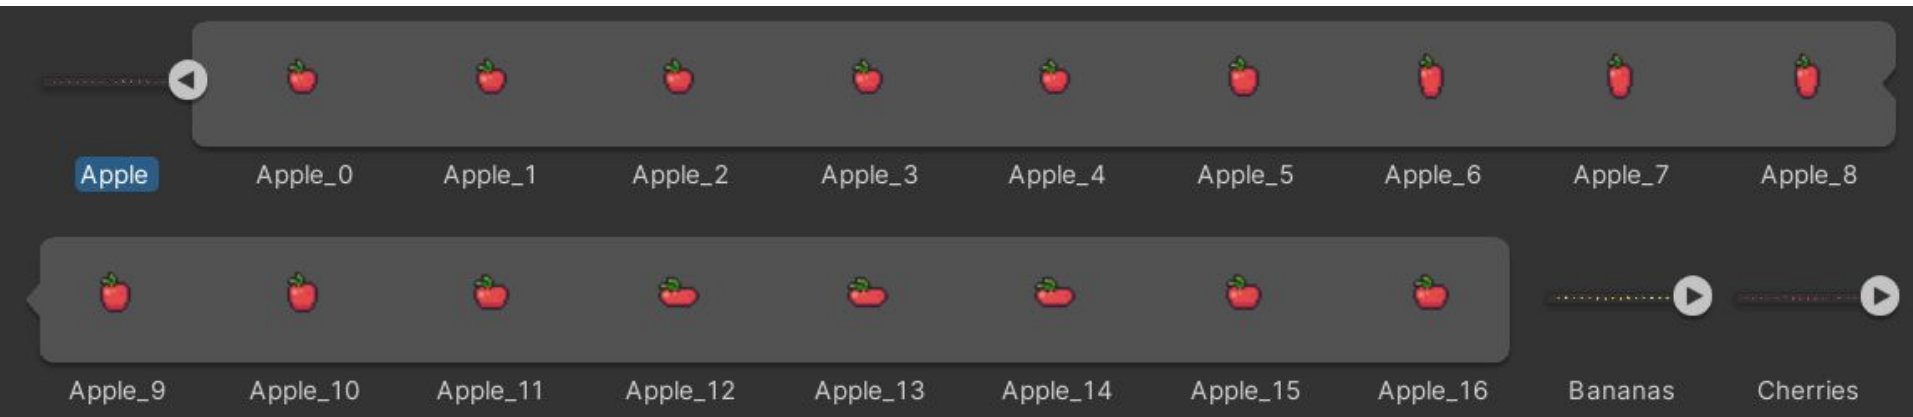 Apple Apple_0 Apple_1 Apple_2 Apple_3 Apple_4 Apple_5 Apple_6 Apple_7 Apple_8
Apple_9 Apple_10 Apple_11 Apple_12 Apple_13 Apple_14 Apple_15 Apple_16 Bananas Cherries